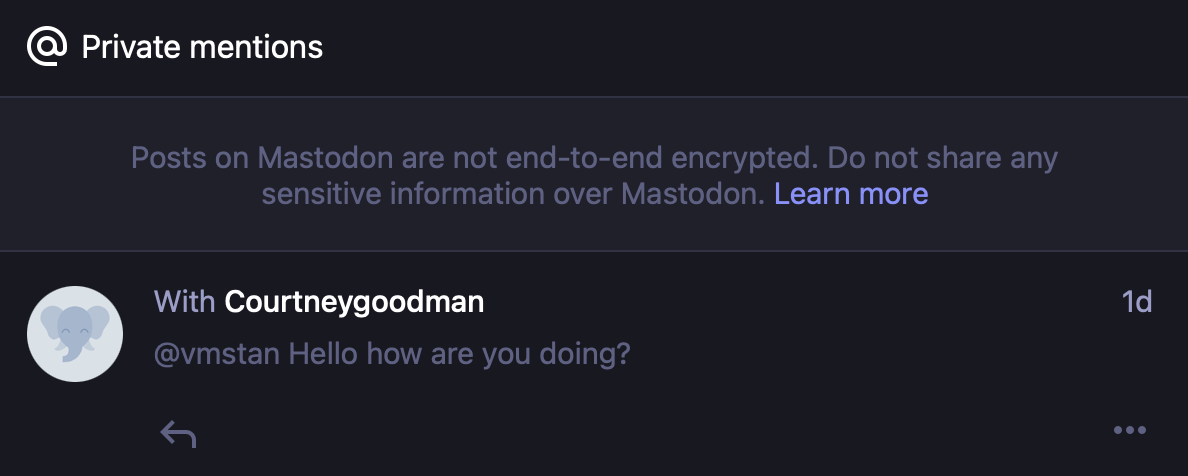 Private mentions
Posts on Mastodon are not end-to-end encrypted. Do not share any
sensitive information over Mastodon. Learn more
With Courtneygoodman 1d
@vmstan Hello how are you doing?